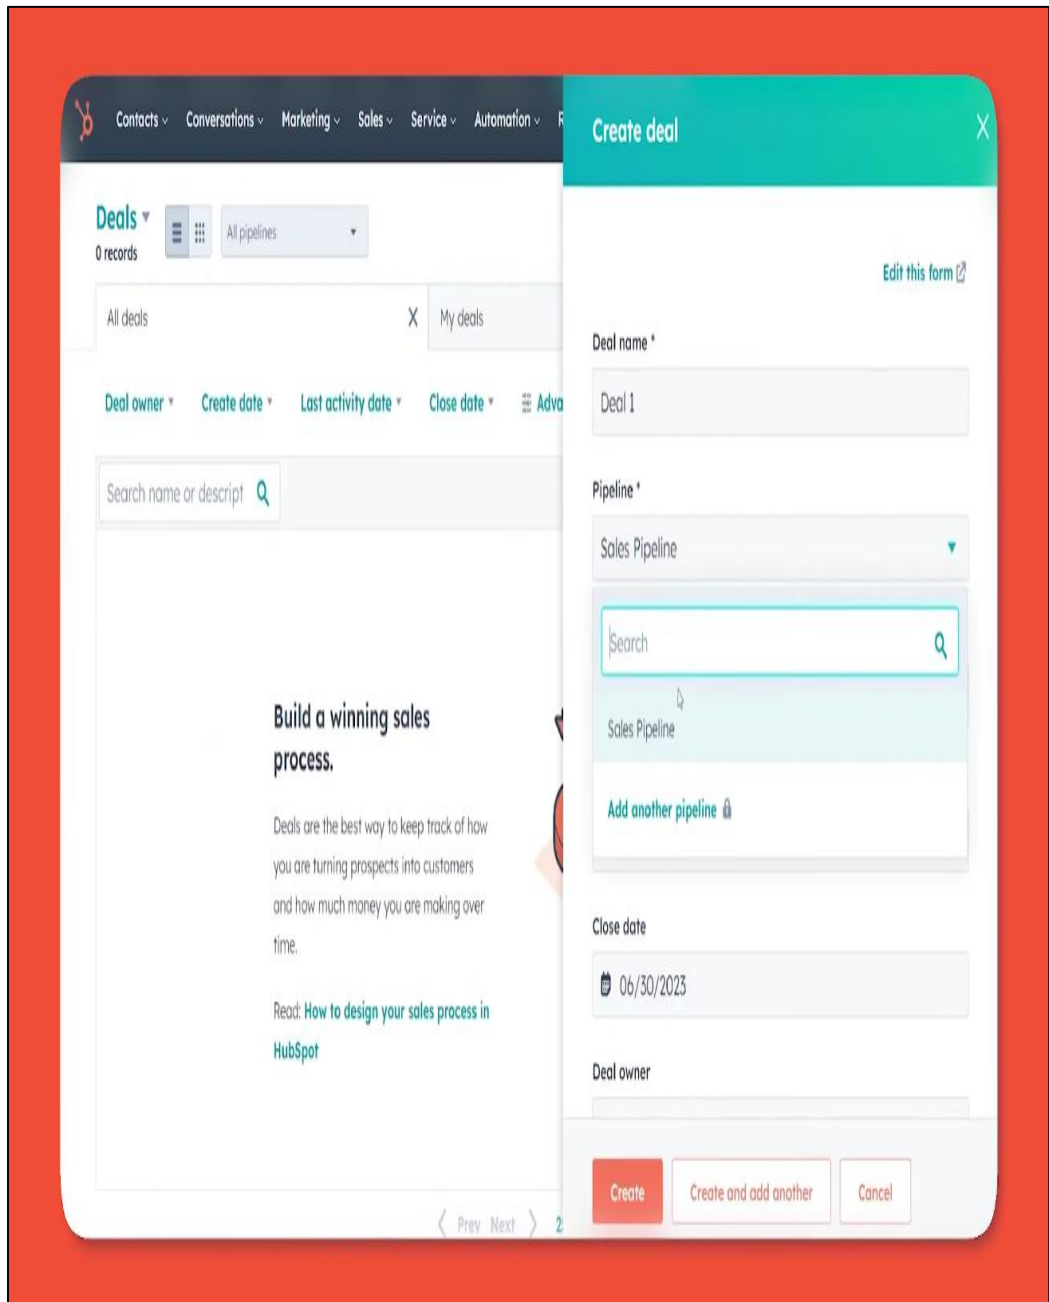 Contacts Conversations Marketing Sales Service Automation
Deals
0 records
All pipelines
All deals
My deals
Deal owner Create date Last activity date Close date
Search name or descript
Build a winning sales
process.
Deals are the best way to keep track of how
you are turning prospects into customers
and how much money you are making over
time.
Read: How to design your sales process in
HubSpot
Prev Next
Create deal
Edit this form
Deal name *
Deal 1
Pipeline *
Sales Pipeline
Search
Sales Pipeline
Add another pipeline
Close date
06/30/2023
Deal owner
Create
Create and add another
Cancel